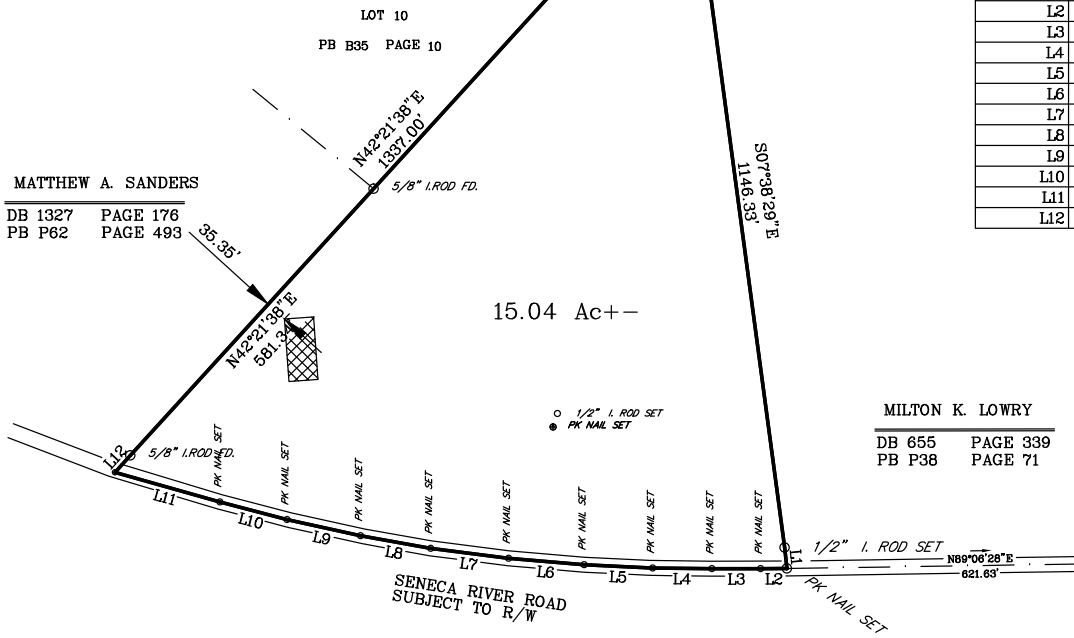 LOT 10
PB B35 PAGE 10
N42°21'38"E
1337.00'
5/8" I.ROD FD.
MATTHEW A. SANDERS
DB 1327 PAGE 176
PB P62 PAGE 493
35.35'
N42°21'38"E
S07°38'29"E
1146.33'
15.04 Ac+-
L2
L3
L4
L5
L6
L7
L8
L9
L10
L11
L12
1/2" I. ROD SET
PK NAIL SET
MILTON K. LOWRY
DB 655 PAGE 339
PB P38 PAGE 71
L12
5/8" I.ROD FD.
PK NAIL SET
PK NAIL SET
PK NAIL SET
PK NAIL SET
PK NAIL SET
PK NAIL SET
PK NAIL SET
PK NAIL SET
PK NAIL SET
L11
L10
L9
L8
L7
L6
L5
L4
L3
L2
L1
1/2" I. ROD SET
PK NAIL SET
N89°06'28"E
621.63'
SENECA RIVER ROAD
SUBJECT TO R/W